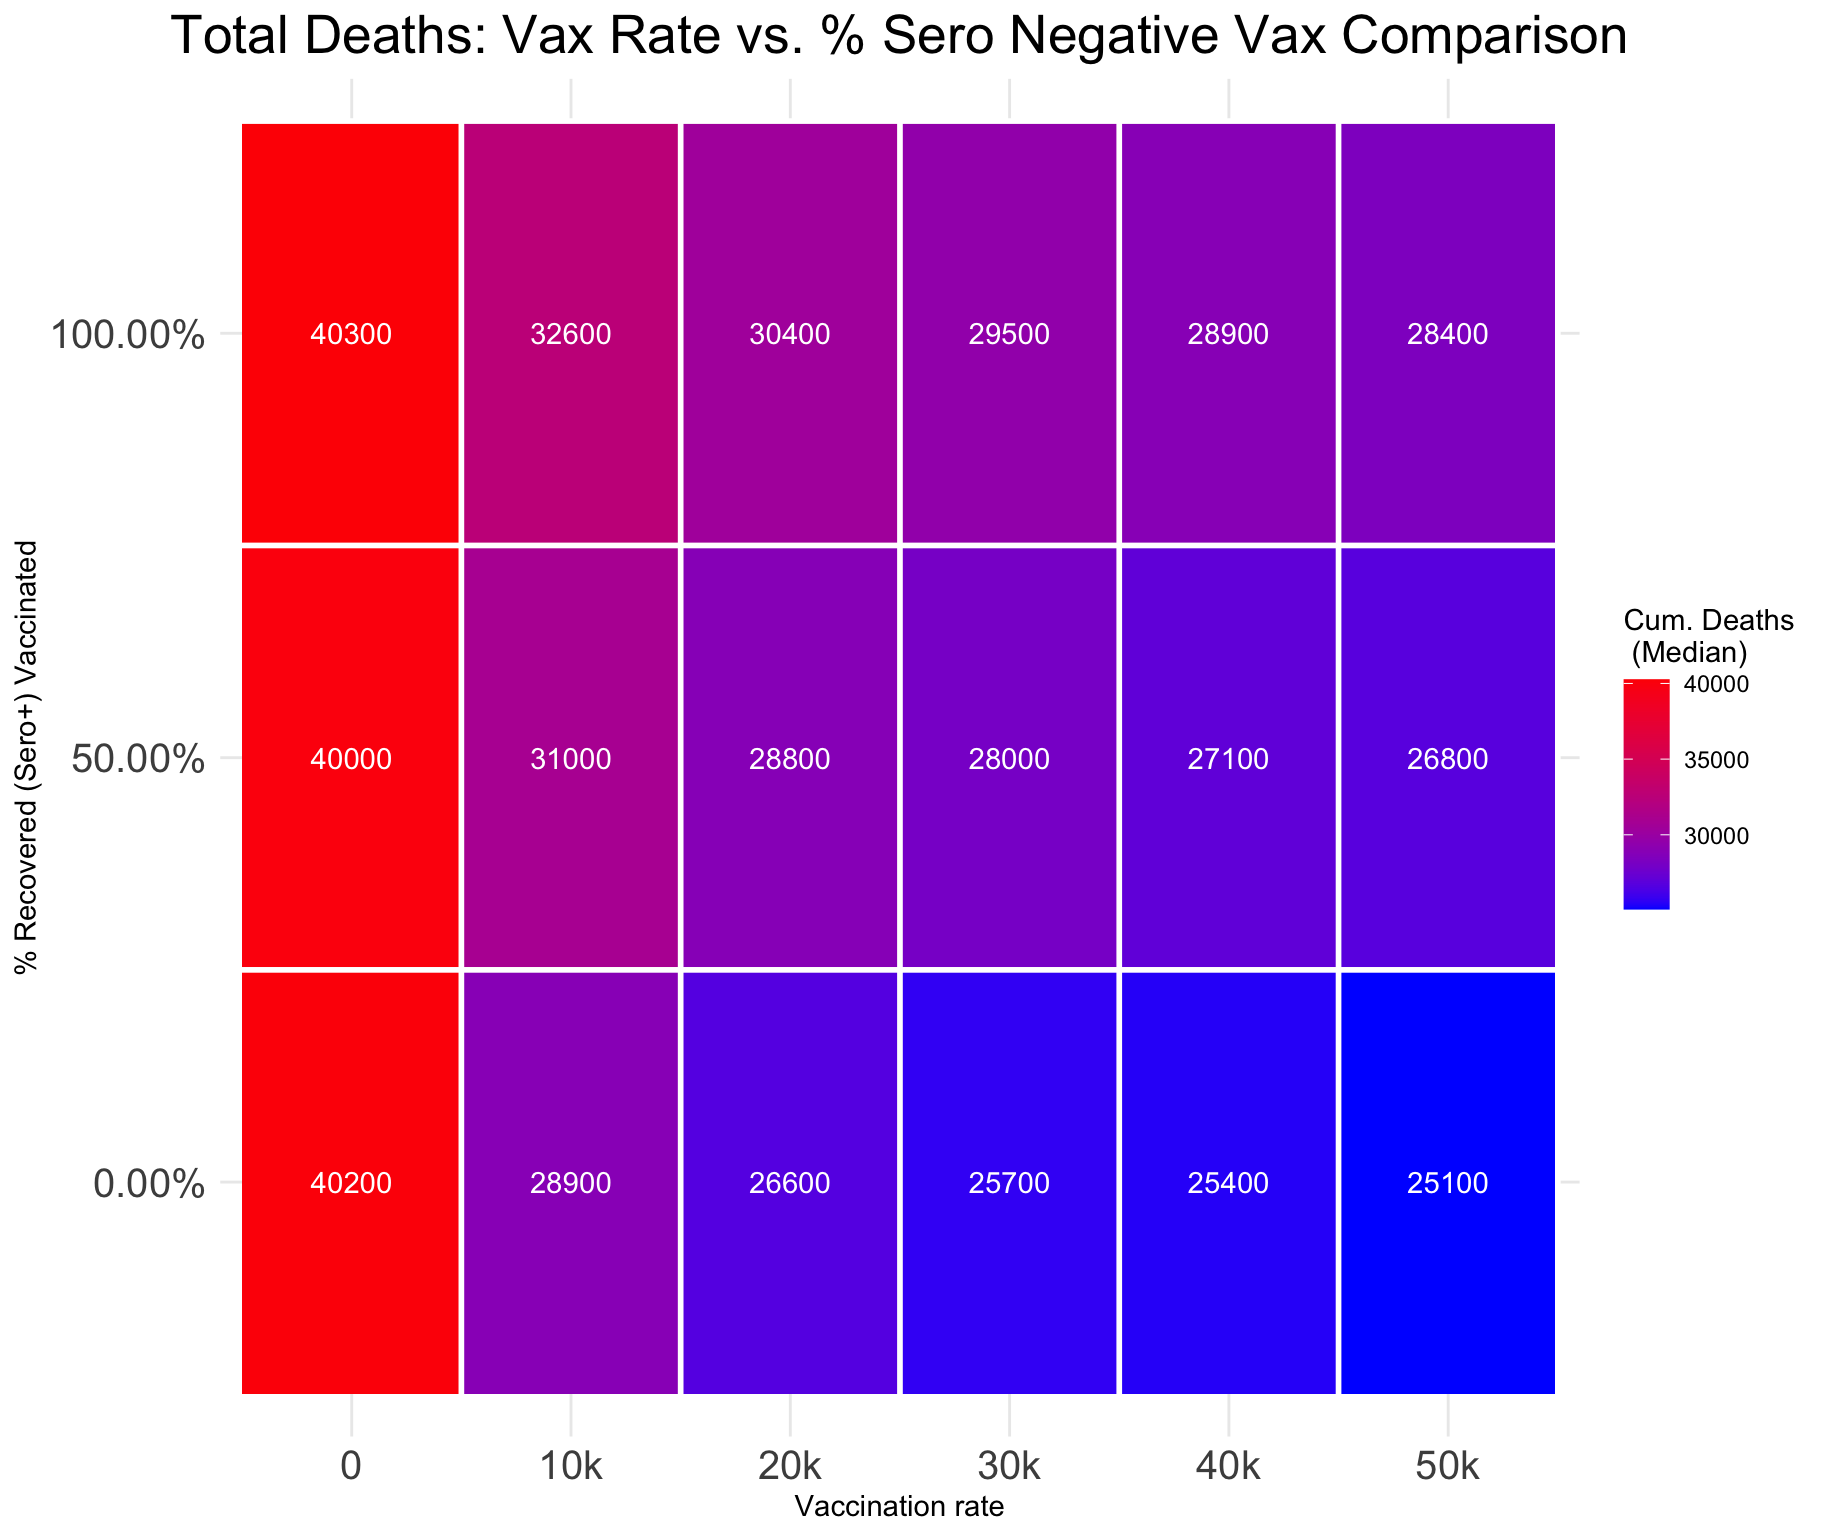 Total Deaths: Vax Rate vs. % Sero Negative Vax Comparison
% Recovered (Sero+) Vaccinated
100.00%
40300 32600 30400 29500 28900 28400
50.00%
40000 31000 28800 28000 27100 26800
0.00%
40200 28900 26600 25700 25400 25100
0 10k 20k 30k 40k 50k
Vaccination rate
Cum. Deaths
(Median)
40000
35000
30000